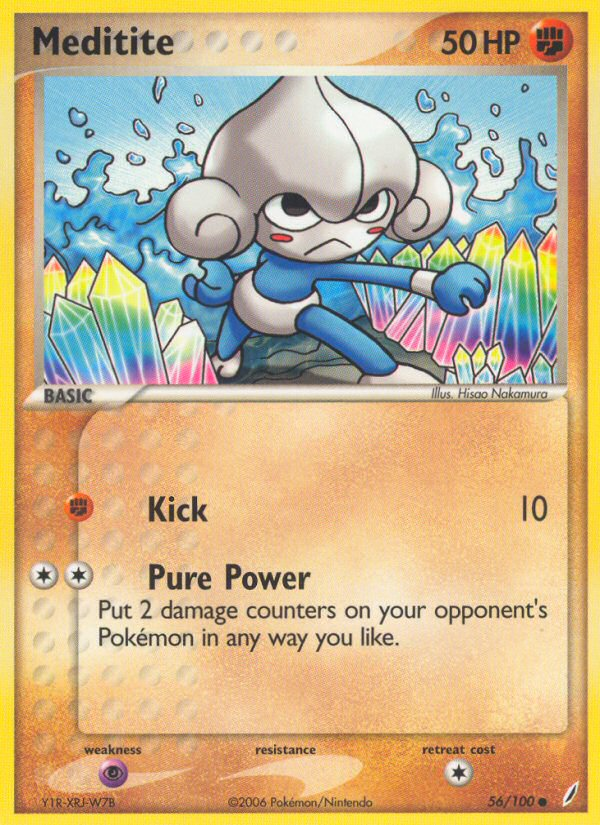 Meditite
50 HP
BASIC
Illus. Hisao Nakamura
Kick 10
Pure Power
Put 2 damage counters on your opponent's
Pokémon in any way you like.
weakness resistance retreat cost
Y1R-XRJ-W7B ©2006 Pokémon/Nintendo 56/100